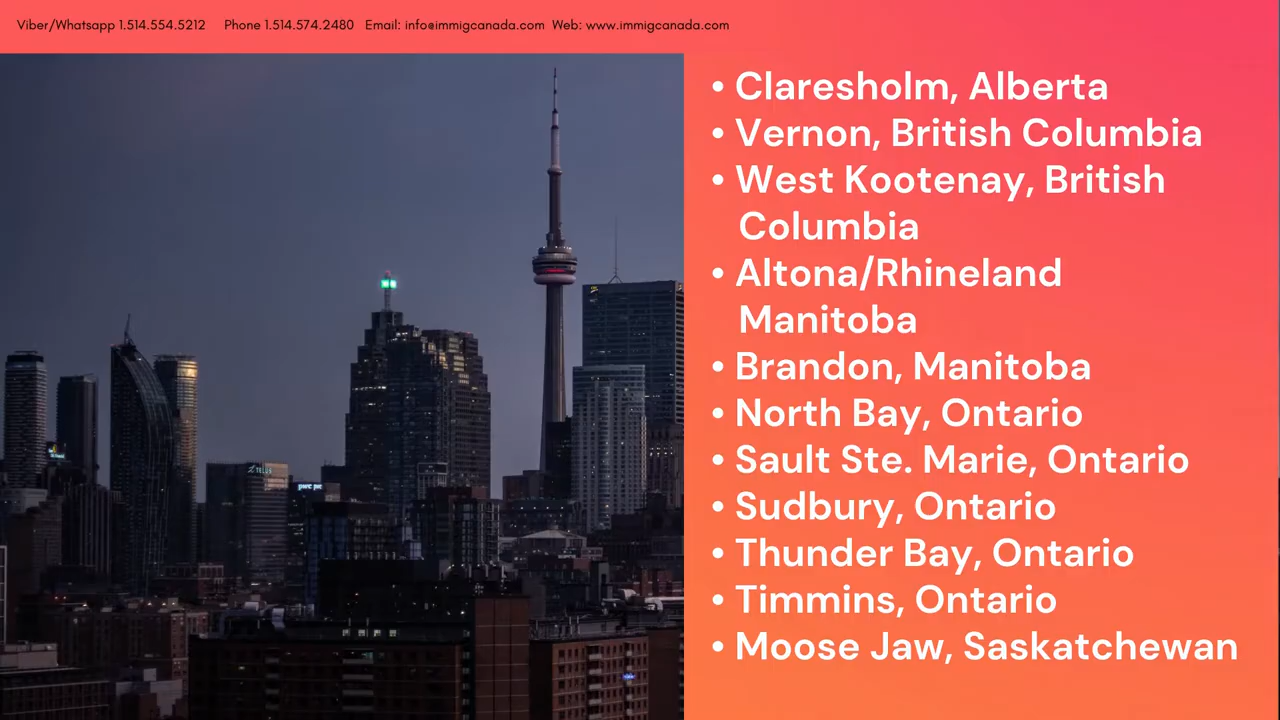 Viber/Whatsapp 1.514.554.5212 Phone 1.514.574.2480 Email: info@immigcanada.com Web: www.immigcanada.com
• Claresholm, Alberta
• Vernon, British Columbia
• West Kootenay, British
Columbia
• Altona/Rhineland
Manitoba
• Brandon, Manitoba
• North Bay, Ontario
• Sault Ste. Marie, Ontario
• Sudbury, Ontario
• Thunder Bay, Ontario
• Timmins, Ontario
• Moose Jaw, Saskatchewan
TELUS
pwc